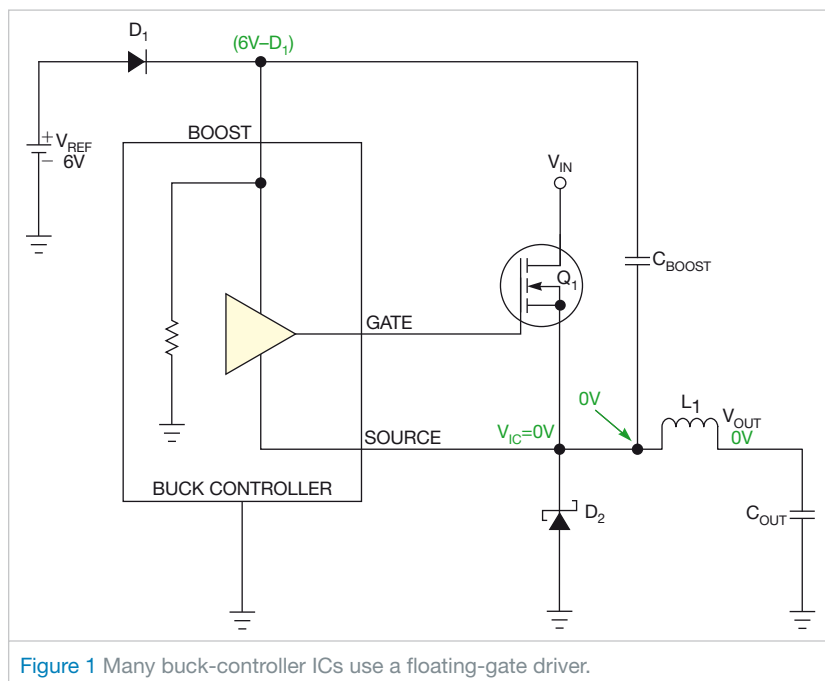 D1
(6V–D1)
BOOST
+ VREF
– 6V
VIN
Q1
CBOOST
GATE
0V
L1
VOUT
0V
VIC=0V
SOURCE
BUCK CONTROLLER
D2
COUT
Figure 1 Many buck-controller ICs use a floating-gate driver.